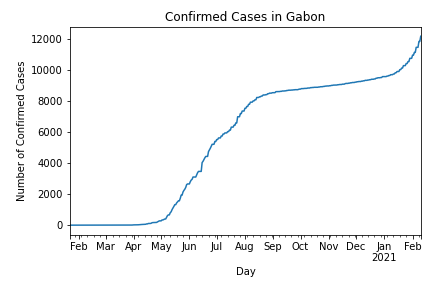 Confirmed Cases in Gabon
Number of Confirmed Cases
12000
10000
8000
6000
4000
2000
0
Feb Mar Apr May Jun Jul Aug Sep Oct Nov Dec Jan Feb
2021
Day